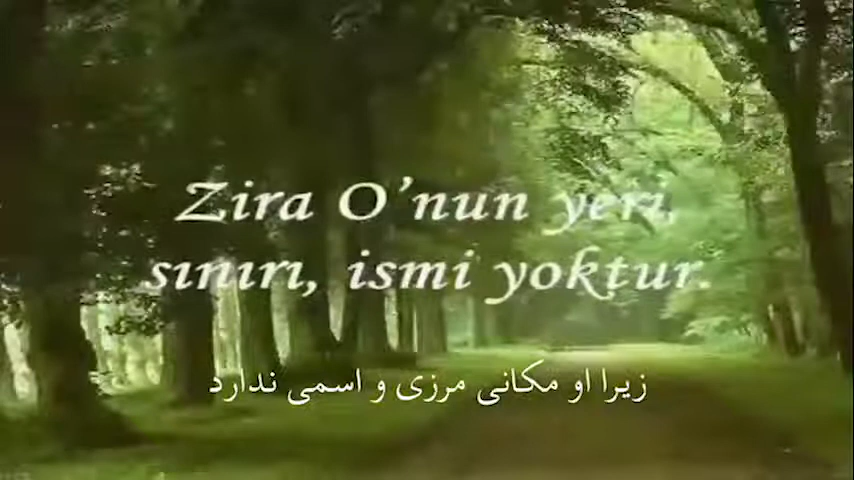 Zira O'nun yeri,
sınırı, ismi yoktur.
زیرا او مکانی مرزی و اسمی ندارد